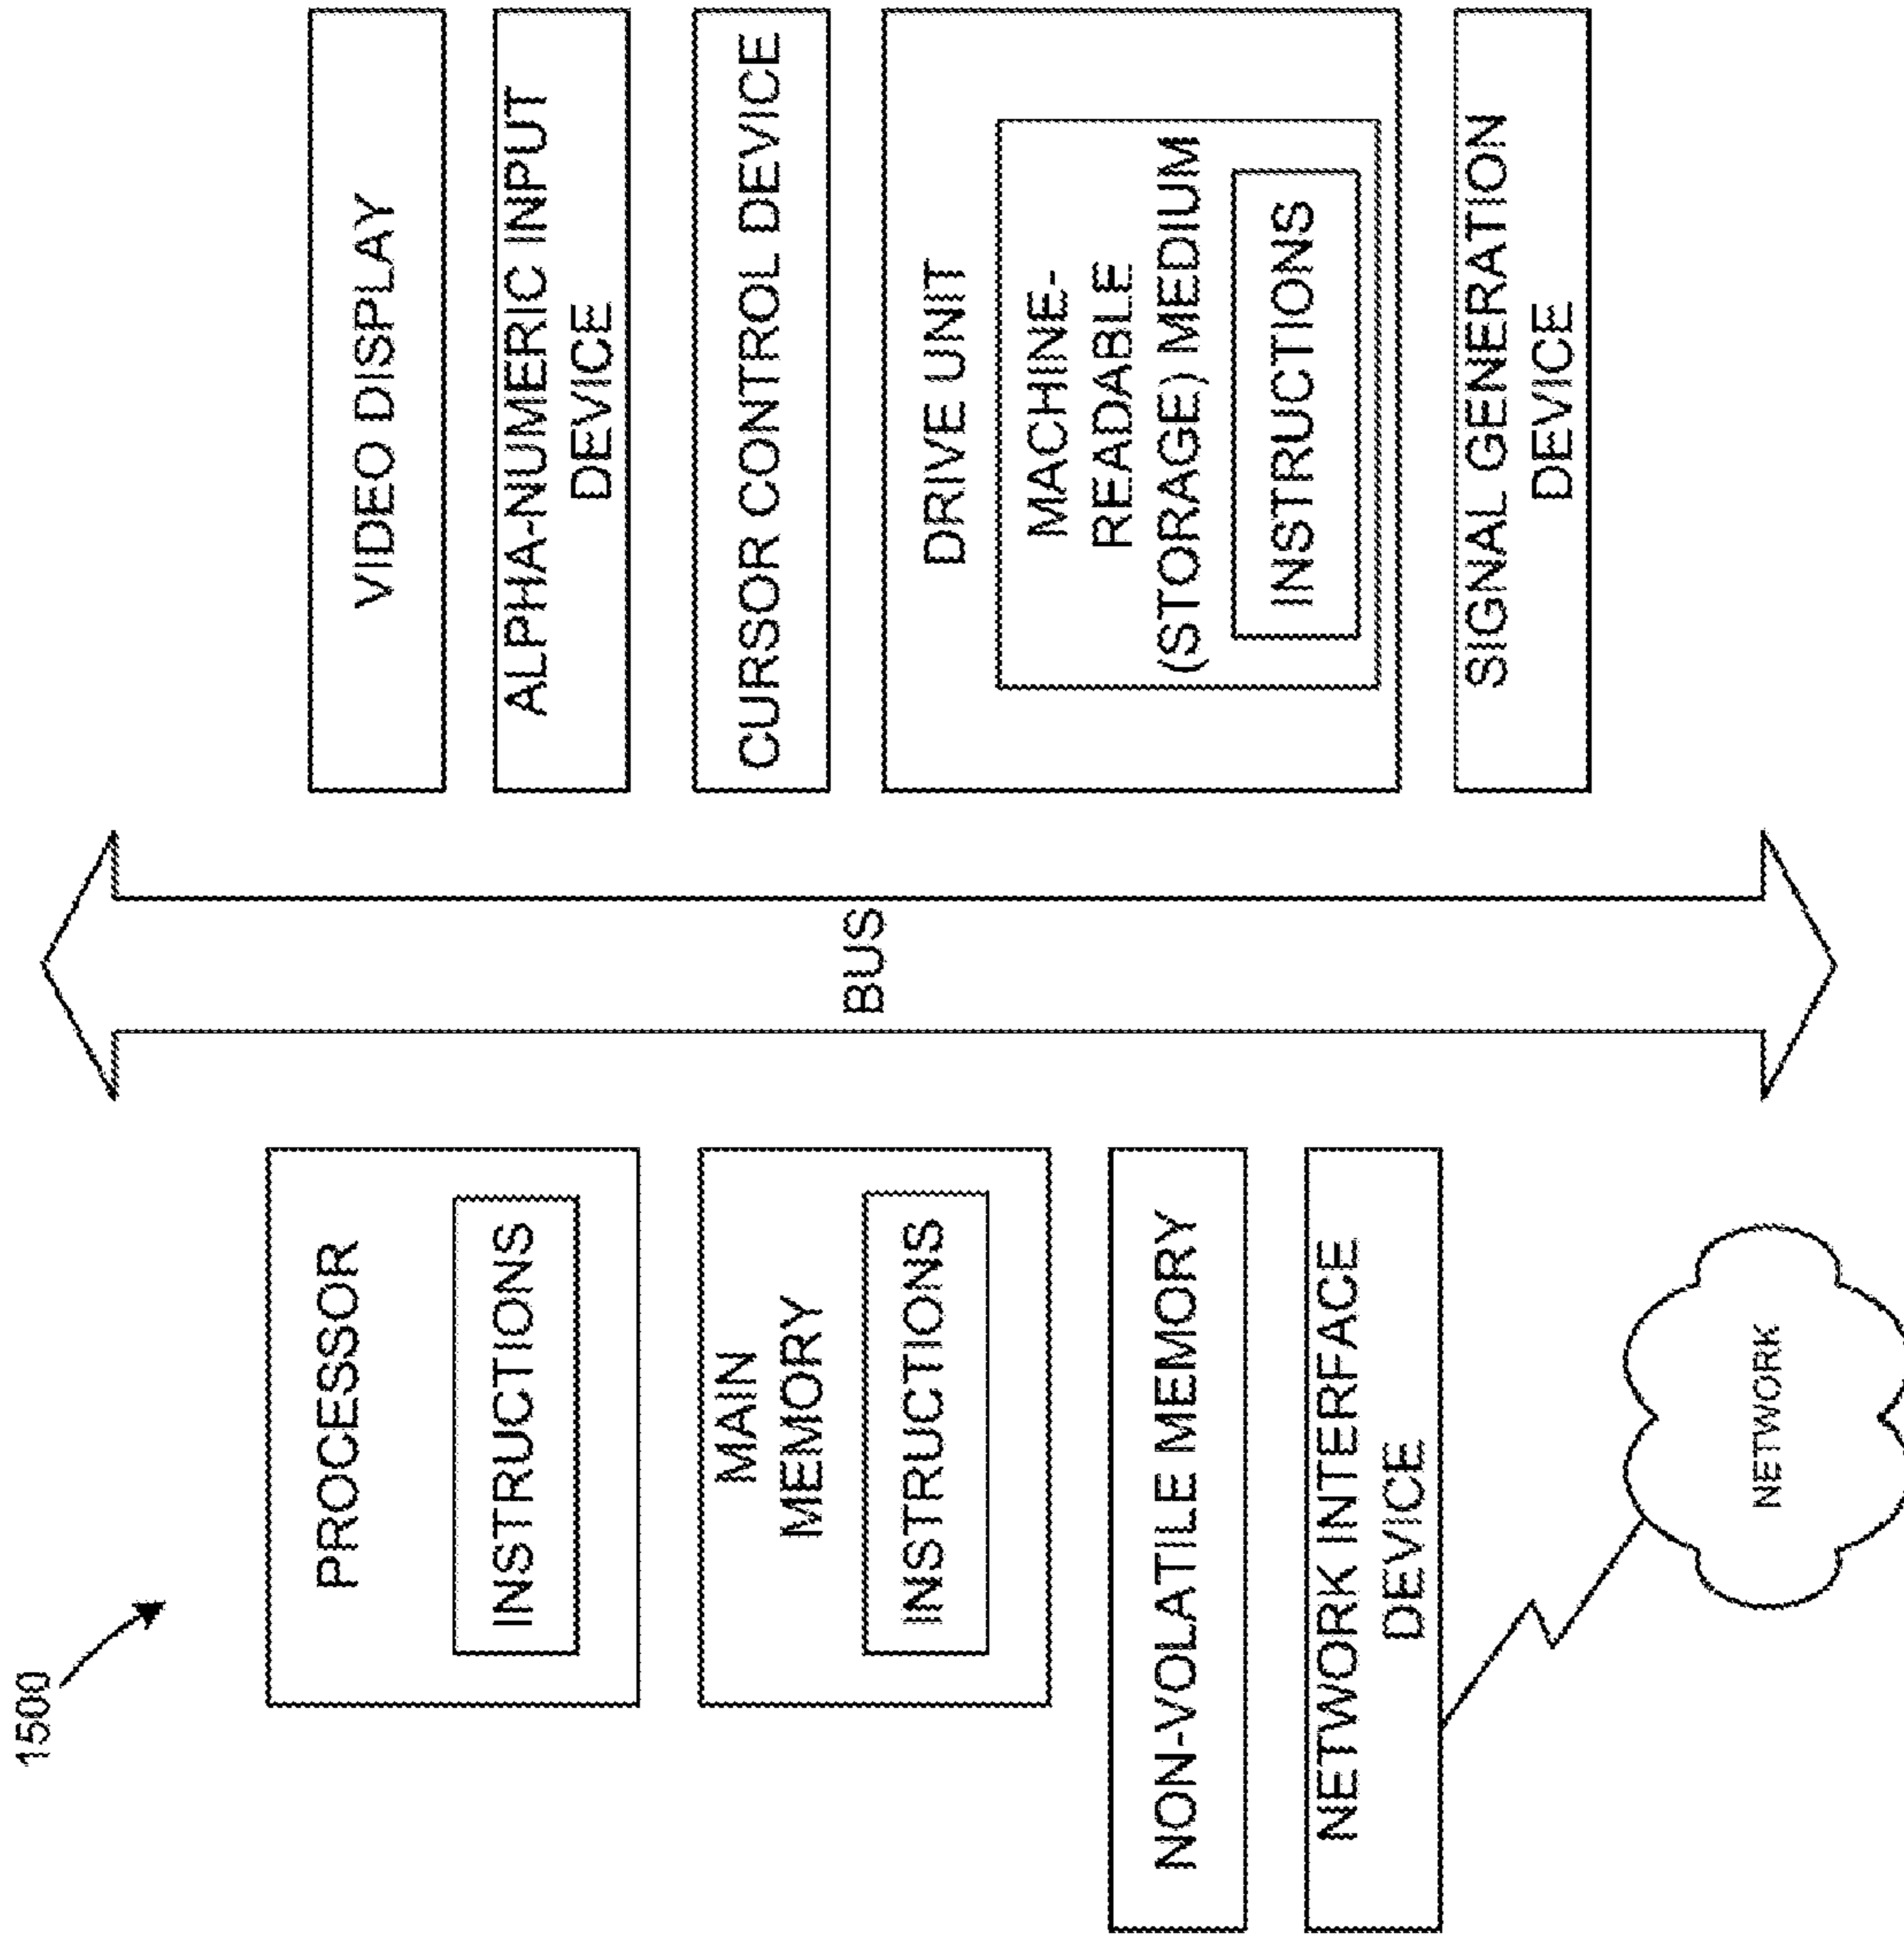 1500
PROCESSOR
INSTRUCTIONS
MAIN
MEMORY
INSTRUCTIONS
NON-VOLATILE MEMORY
NETWORK INTERFACE
DEVICE
NETWORK
BUS
VIDEO DISPLAY
ALPHA-NUMERIC INPUT
DEVICE
CURSOR CONTROL DEVICE
DRIVE UNIT
MACHINE-
READABLE
(STORAGE) MEDIUM
INSTRUCTIONS
SIGNAL GENERATION
DEVICE